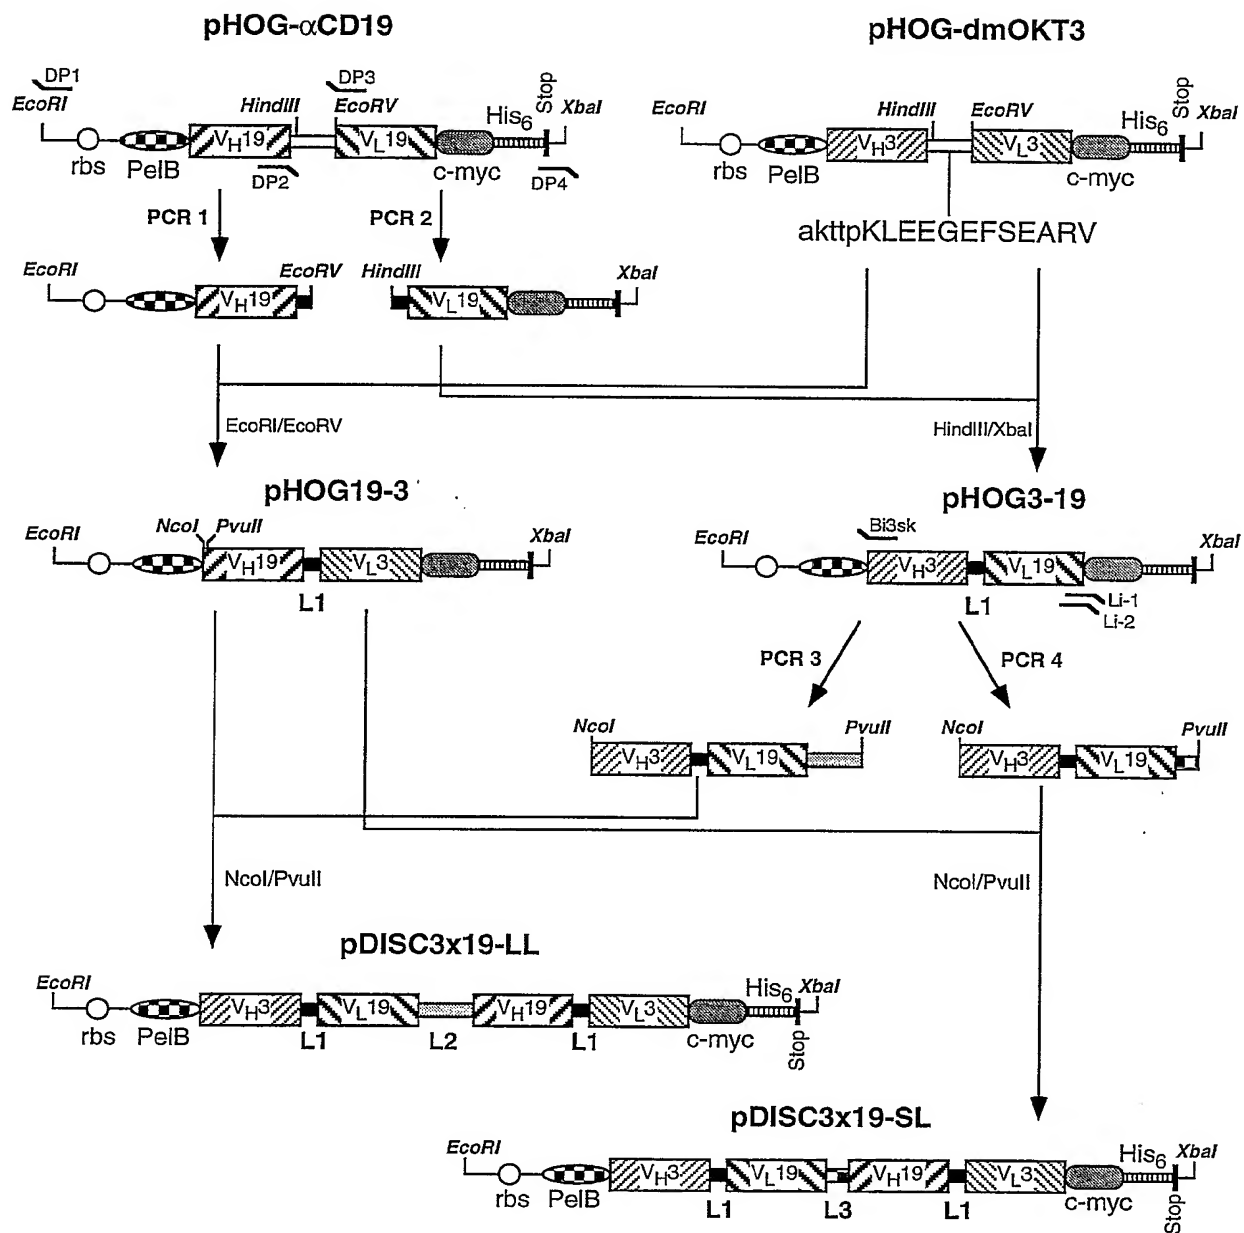 pHOG-αCD19
pHOG-dmOKT3
DP1
EcoRI
HindIII
DP3
EcoRV
His6
Stop
XbaI
VH19
VL19
rbs
PelB
DP2
c-myc
DP4
EcoRI
HindIII
EcoRV
His6
Stop
XbaI
VH3
VL3
rbs
PelB
c-myc
akttpKLEEGEFSEARV
PCR 1
PCR 2
EcoRI
EcoRV
VH19
HindIII
XbaI
VL19
EcoRI/EcoRV
HindIII/XbaI
pHOG19-3
pHOG3-19
EcoRI
NcoI
PvuII
XbaI
VH19
VL3
L1
EcoRI
Bi3sk
XbaI
VH3
VL19
L1
Li-1
Li-2
PCR 3
PCR 4
NcoI
PvuII
VH3
VL19
NcoI
PvuII
VH3
VL19
NcoI/PvuII
NcoI/PvuII
pDISC3x19-LL
EcoRI
His6
XbaI
VH3
VL19
VH19
VL3
rbs
PelB
L1
L2
L1
c-myc
Stop
pDISC3x19-SL
EcoRI
His6
XbaI
VH3
VL19
VH19
VL3
rbs
PelB
L1
L3
L1
c-myc
Stop